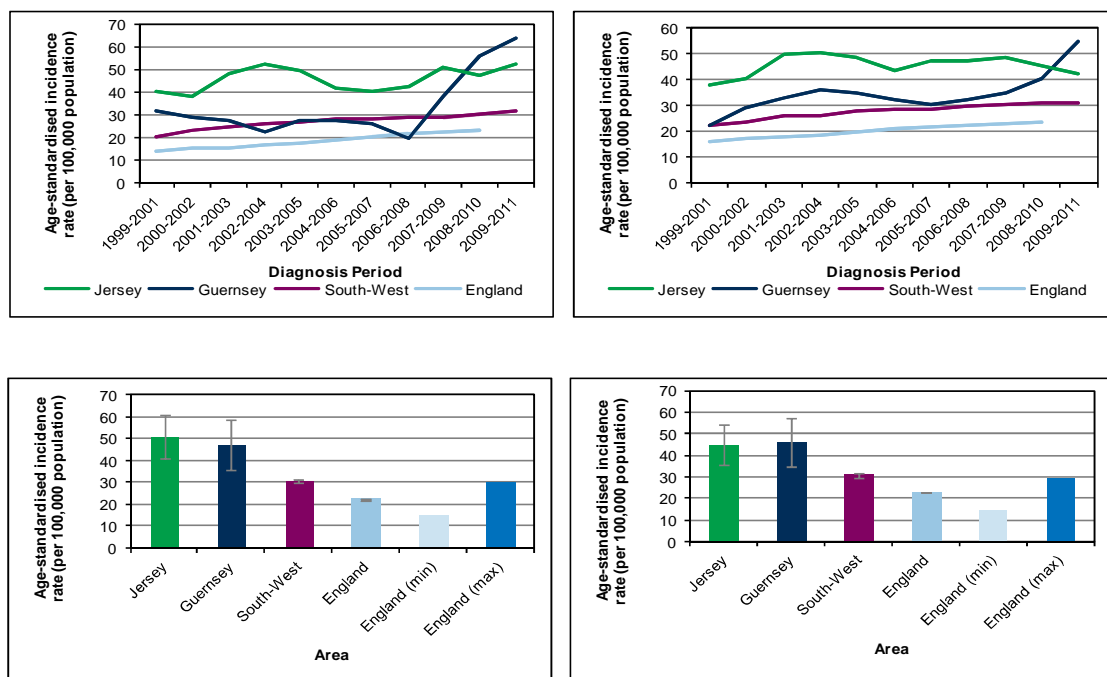 Age-standardised incidence
rate (per 100,000 population)
70
60
50
40
30
20
10
0
1999-2001
2000-2002
2001-2003
2002-2004
2003-2005
2004-2006
2005-2007
2006-2008
2007-2009
2008-2010
2009-2011
Diagnosis Period
Jersey Guernsey South-West England
Age-standardised incidence
rate (per 100,000 population)
60
50
40
30
20
10
0
1999-2001
2000-2002
2001-2003
2002-2004
2003-2005
2004-2006
2005-2007
2006-2008
2007-2009
2008-2010
2009-2011
Diagnosis Period
Jersey Guernsey South-West England
Age-standardised incidence
rate (per 100,000 population)
70
60
50
40
30
20
10
0
Jersey
Guernsey
South-West
England
England (min)
England (max)
Area
Age-standardised incidence
rate (per 100,000 population)
70
60
50
40
30
20
10
0
Jersey
Guernsey
South-West
England
England (min)
England (max)
Area